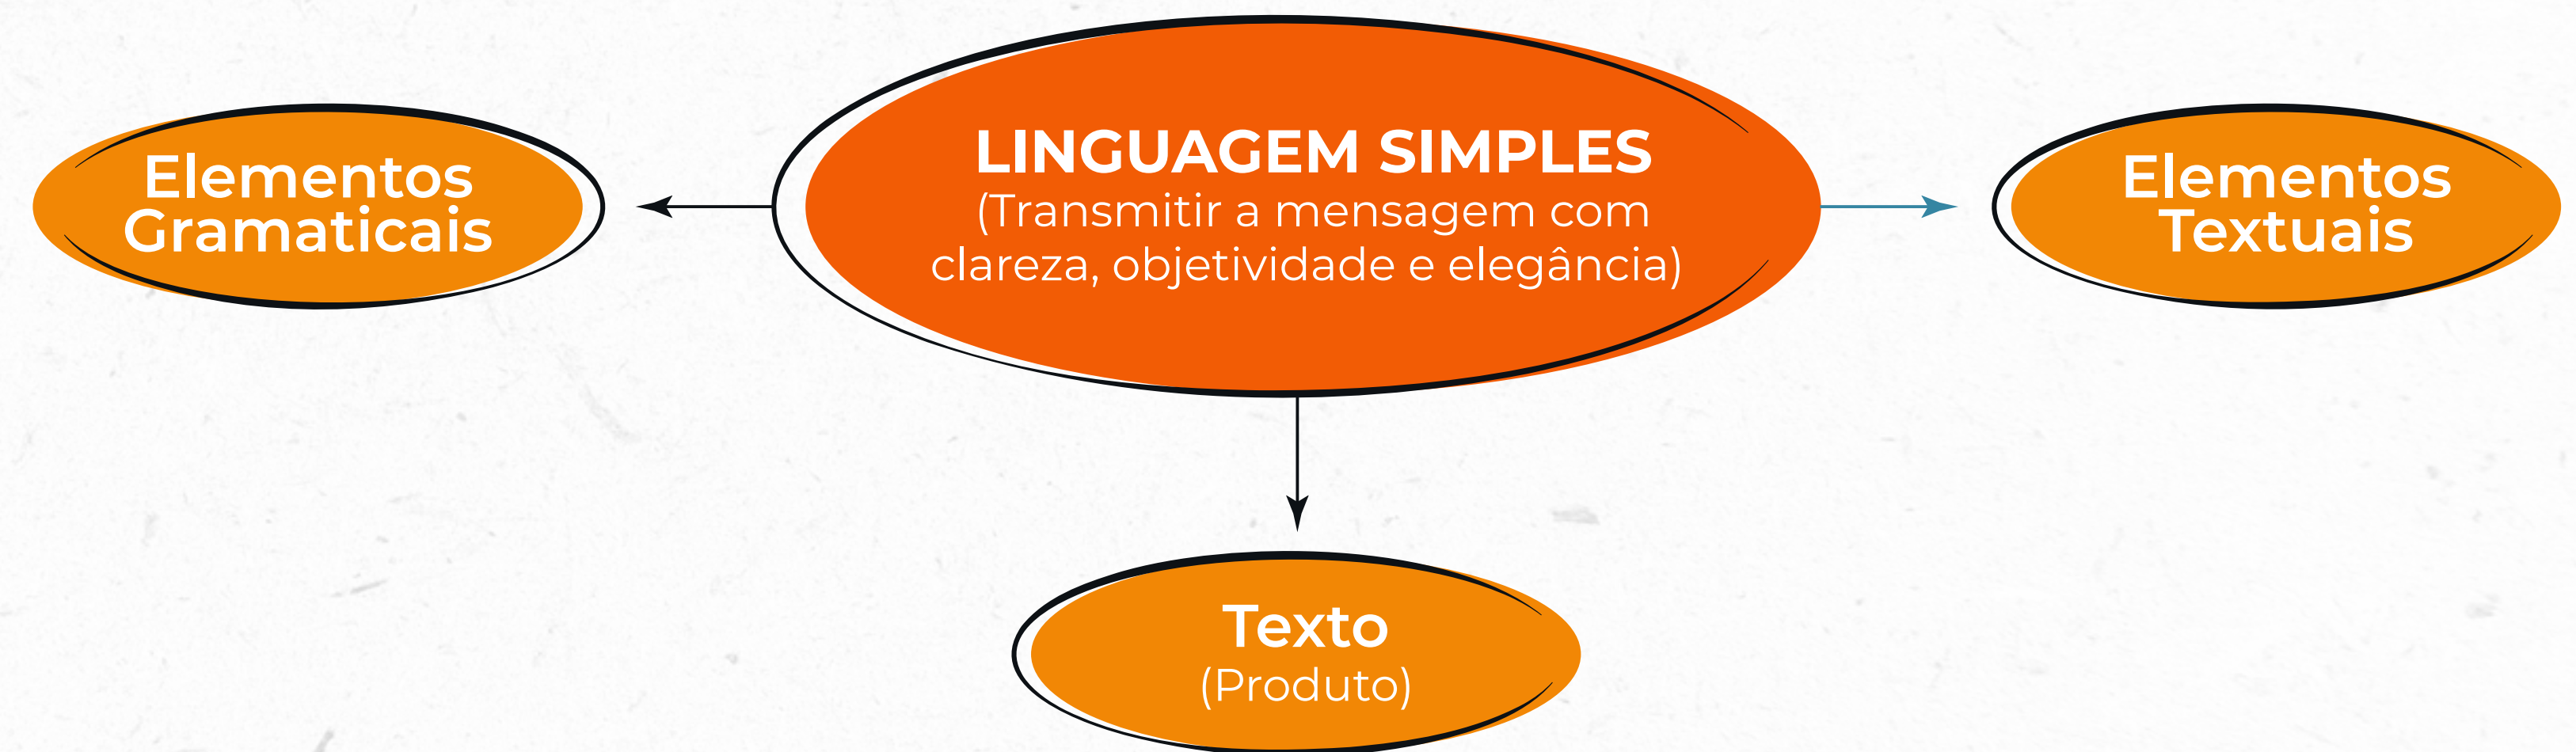 LINGUAGEM SIMPLES
(Transmitir a mensagem com
clareza, objetividade e elegância)
Elementos
Gramaticais
Elementos
Textuais
Texto
(Produto)